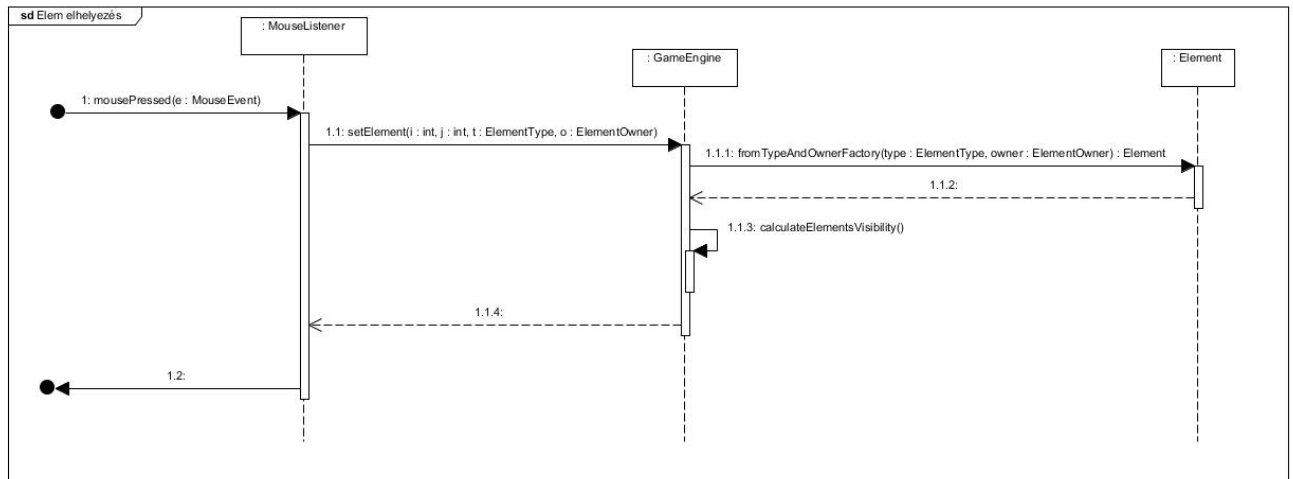 sd Elem elhelyezés
: MouseListener
: GameEngine
: Element
1: mousePressed(e : MouseEvent)
1.1: setElement(i : int, j : int, t : ElementType, o : ElementOwner)
1.1.1: fromTypeAndOwnerFactory(type : ElementType, owner : ElementOwner) : Element
1.1.2:
1.1.3: calculateElementsVisibility()
1.1.4:
1.2: